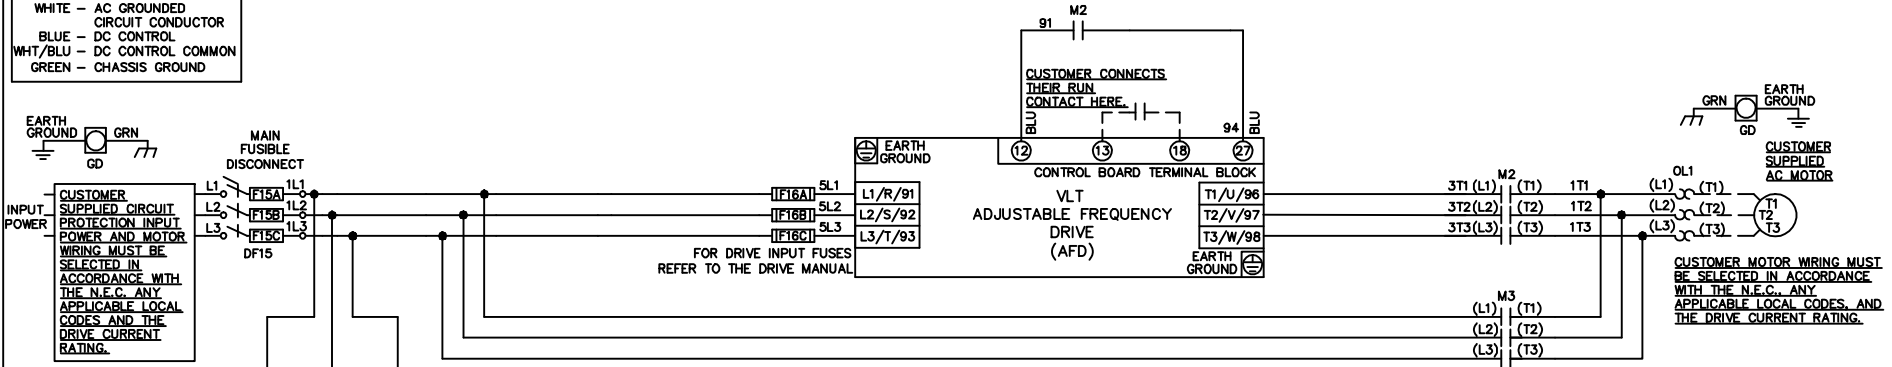 WHITE – AC GROUNDED
CIRCUIT CONDUCTOR
BLUE – DC CONTROL
WHT/BLU – DC CONTROL COMMON
GREEN – CHASSIS GROUND
EARTH
GROUND
GRN
GD
MAIN
FUSIBLE
DISCONNECT
INPUT
POWER
CUSTOMER
SUPPLIED CIRCUIT
PROTECTION INPUT
POWER AND MOTOR
WIRING MUST BE
SELECTED IN
ACCORDANCE WITH
THE N.E.C. ANY
APPLICABLE LOCAL
CODES AND THE
DRIVE CURRENT
RATING.
L1 F15A 1L1
L2 F15B 1L2
L3 F15C 1L3
DF15
F16A 5L1
F16B 5L2
F16C 5L3
FOR DRIVE INPUT FUSES
REFER TO THE DRIVE MANUAL
M2
91
CUSTOMER CONNECTS
THEIR RUN
CONTACT HERE.
BLU
94 BLU
12 13 18 27
CONTROL BOARD TERMINAL BLOCK
EARTH
GROUND
L1/R/91
L2/S/92
L3/T/93
VLT
ADJUSTABLE FREQUENCY
DRIVE
(AFD)
T1/U/96
T2/V/97
T3/W/98
EARTH
GROUND
M2
3T1 (L1) (T1) 1T1
3T2(L2) (T2) 1T2
3T3(L3) (T3) 1T3
M3
(L1) (T1)
(L2) (T2)
(L3) (T3)
GRN
EARTH
GROUND
GD
CUSTOMER
SUPPLIED
AC MOTOR
OL1
(L1) (T1)
(L2) (T2)
(L3) (T3)
T1
T2
T3
CUSTOMER MOTOR WIRING MUST
BE SELECTED IN ACCORDANCE
WITH THE N.E.C., ANY
APPLICABLE LOCAL CODES, AND
THE DRIVE CURRENT RATING.